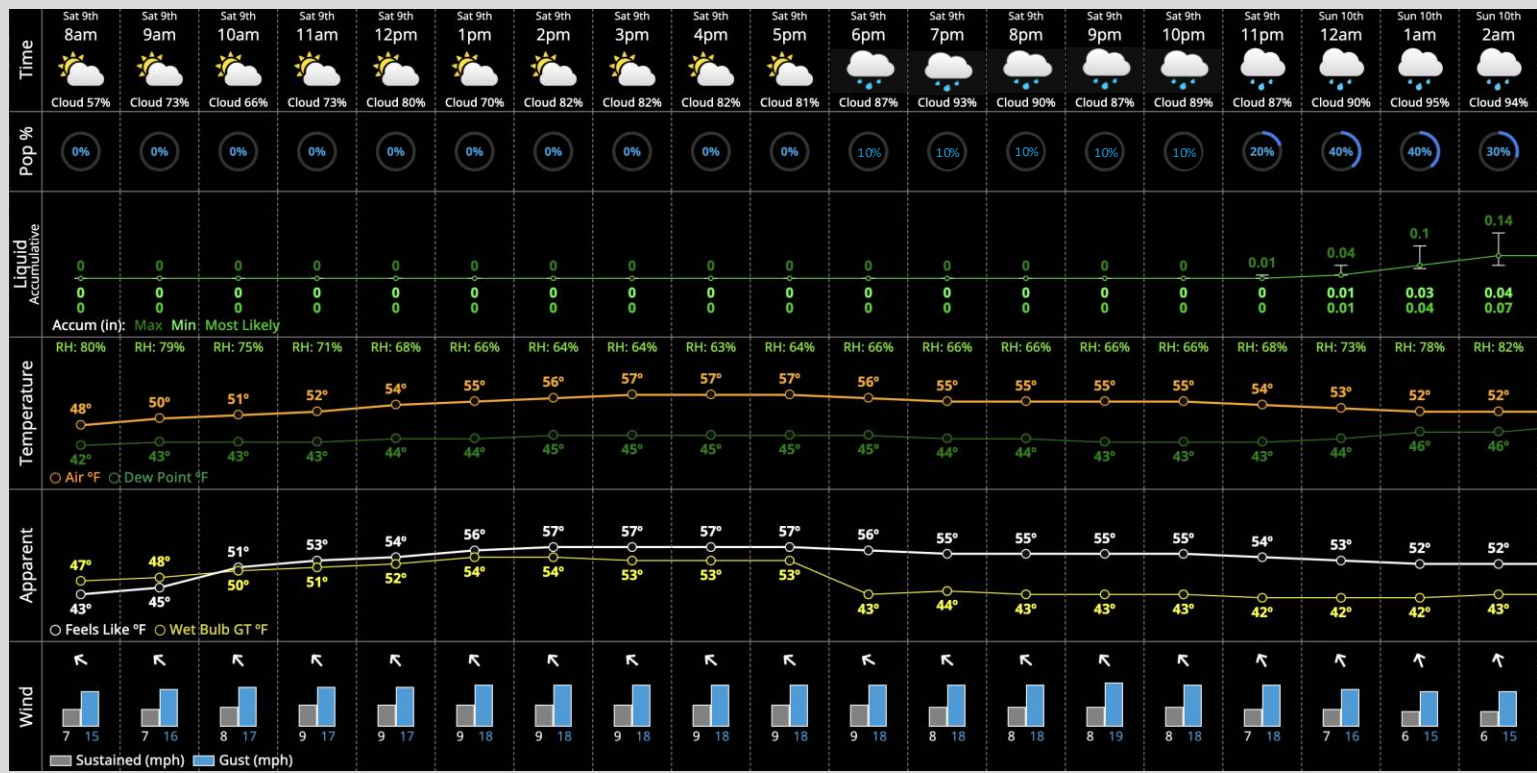 Time
Sat 9th Sat 9th Sat 9th Sat 9th Sat 9th Sat 9th Sat 9th Sat 9th Sat 9th Sat 9th Sat 9th Sat 9th Sat 9th Sat 9th Sat 9th Sat 9th Sun 10th Sun 10th Sun 10th
8am 9am 10am 11am 12pm 1pm 2pm 3pm 4pm 5pm 6pm 7pm 8pm 9pm 10pm 11pm 12am 1am 2am
Cloud 57% Cloud 73% Cloud 66% Cloud 73% Cloud 80% Cloud 70% Cloud 82% Cloud 82% Cloud 82% Cloud 81% Cloud 87% Cloud 93% Cloud 90% Cloud 87% Cloud 89% Cloud 87% Cloud 90% Cloud 95% Cloud 94%
Pop %
0% 0% 0% 0% 0% 0% 0% 0% 0% 0% 10% 10% 10% 10% 10% 20% 40% 40% 30%
Liquid
Accumulative
0 0 0 0 0 0 0 0 0 0 0 0 0 0 0 0.01 0.04 0.1 0.14
0 0 0 0 0 0 0 0 0 0 0 0 0 0 0 0 0.01 0.03 0.04
0 0 0 0 0 0 0 0 0 0 0 0 0 0 0 0 0.01 0.04 0.07
Accum (in): Max Min Most Likely
Temperature
RH: 80% RH: 79% RH: 75% RH: 71% RH: 68% RH: 66% RH: 64% RH: 64% RH: 63% RH: 64% RH: 66% RH: 66% RH: 66% RH: 66% RH: 66% RH: 68% RH: 73% RH: 78% RH: 82%
48° 50° 51° 52° 54° 55° 56° 57° 57° 57° 56° 55° 55° 55° 55° 54° 53° 52° 52°
42° 43° 43° 43° 44° 44° 45° 45° 45° 45° 45° 44° 44° 43° 43° 43° 44° 46° 46°
Air °F Dew Point °F
Apparent
47° 48° 51° 53° 54° 56° 57° 57° 57° 57° 56° 55° 55° 55° 55° 54° 53° 52° 52°
43° 45° 50° 51° 52° 54° 54° 53° 53° 53° 43° 44° 43° 43° 43° 42° 42° 42° 43°
Feels Like °F Wet Bulb GT °F
Wind
7 15 7 16 8 17 9 17 9 17 9 18 9 18 9 18 9 18 9 18 9 18 8 18 8 18 8 19 8 18 7 18 7 16 6 15 6 15
Sustained (mph) Gust (mph)